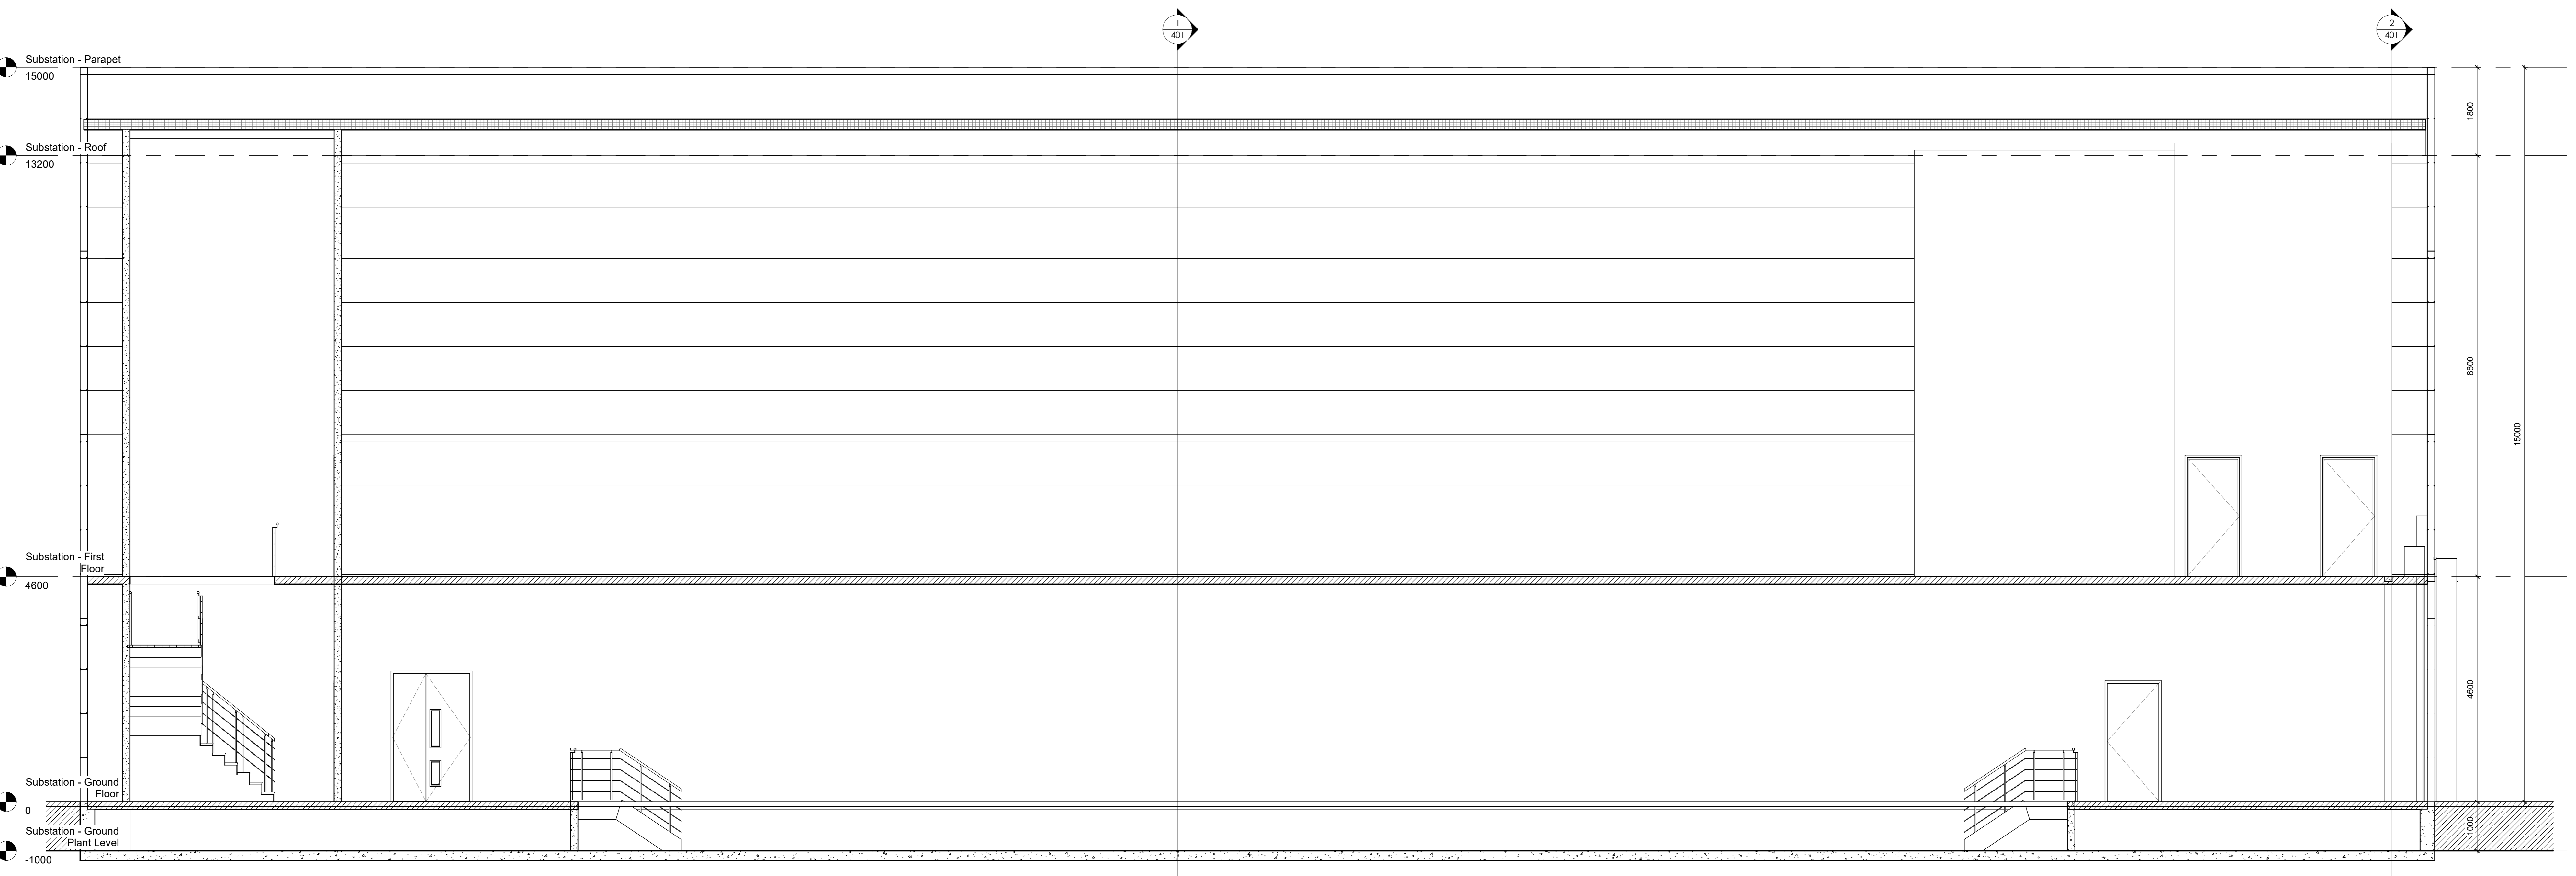 1
401
2
401
Substation - Parapet
15000
1800
Substation - Roof
13200
8600
15000
Substation - First
Floor
4600
4600
Substation - Ground
Floor
0
Substation - Ground
Plant Level
-1000
1000